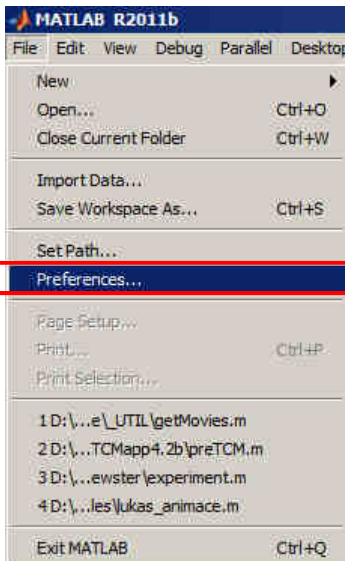 MATLAB R2011b
File Edit View Debug Parallel Desktop
New
Open... Ctrl+O
Close Current Folder Ctrl+W
Import Data...
Save Workspace As... Ctrl+S
Set Path...
Preferences...
Page Setup...
Print... Ctrl+P
Print Selection...
1 D:\...e\_UTIL\getMovies.m
2 D:\...TCMapp4.2b\preTCM.m
3 D:\...ewster\experiment.m
4 D:\...les\lukas_animace.m
Exit MATLAB Ctrl+Q